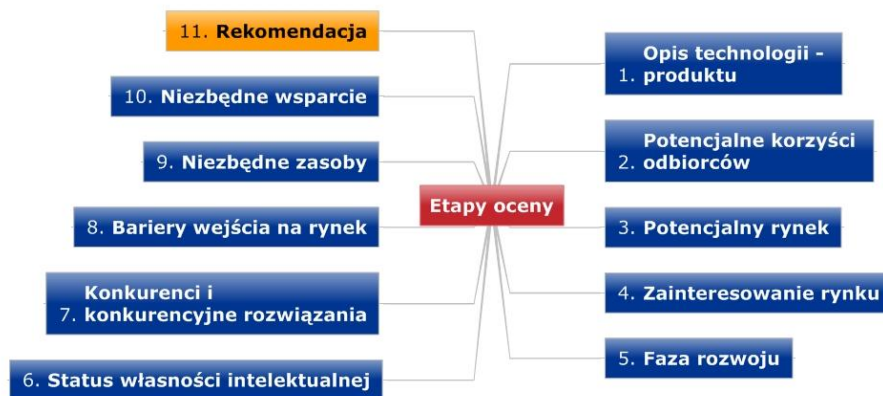 Etapy oceny
1. Opis technologii -
produktu
2. Potencjalne korzyści
odbiorców
3. Potencjalny rynek
4. Zainteresowanie rynku
5. Faza rozwoju
6. Status własności intelektualnej
7. Konkurenci i
konkurencyjne rozwiązania
8. Bariery wejścia na rynek
9. Niezbędne zasoby
10. Niezbędne wsparcie
11. Rekomendacja